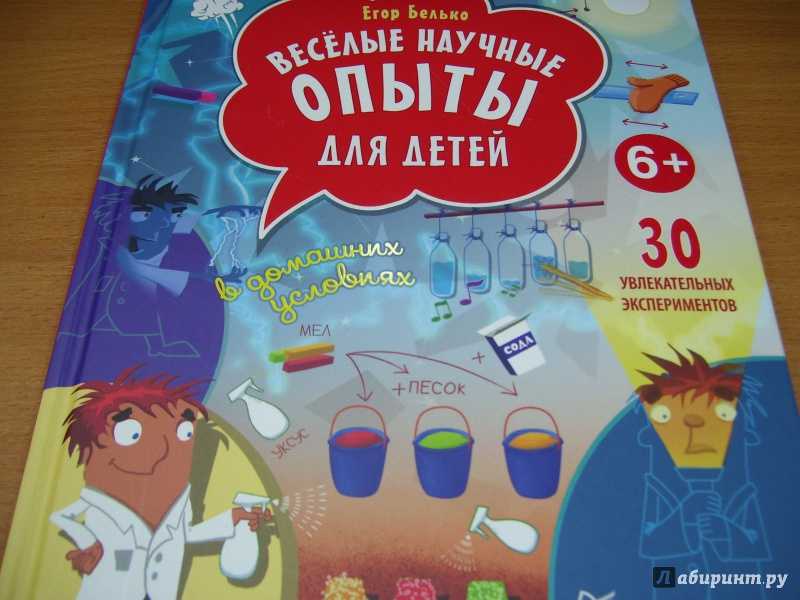 Егор Белько
ВЕСЁЛЫЕ НАУЧНЫЕ
ОПЫТЫ
ДЛЯ ДЕТЕЙ
6+
в домашних
условиях
30
УВЛЕКАТЕЛЬНЫХ
ЭКСПЕРИМЕНТОВ
МЕЛ
+
СОДА
+ПЕСОК
УКСУС
Лабиринт.ру